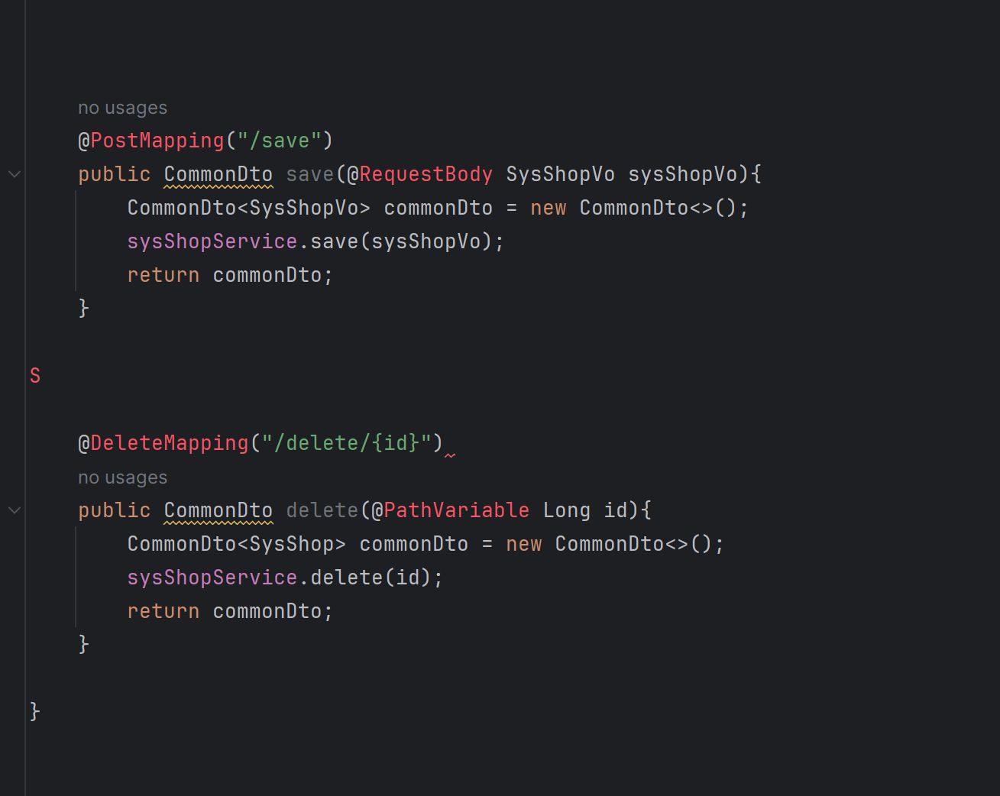 no usages
@PostMapping("/save")
public CommonDto save(@RequestBody SysShopVo sysShopVo){
CommonDto<SysShopVo> commonDto = new CommonDto<>();
sysShopService.save(sysShopVo);
return commonDto;
}
S
@DeleteMapping("/delete/{id}")
no usages
public CommonDto delete(@PathVariable Long id){
CommonDto<SysShop> commonDto = new CommonDto<>();
sysShopService.delete(id);
return commonDto;
}
}